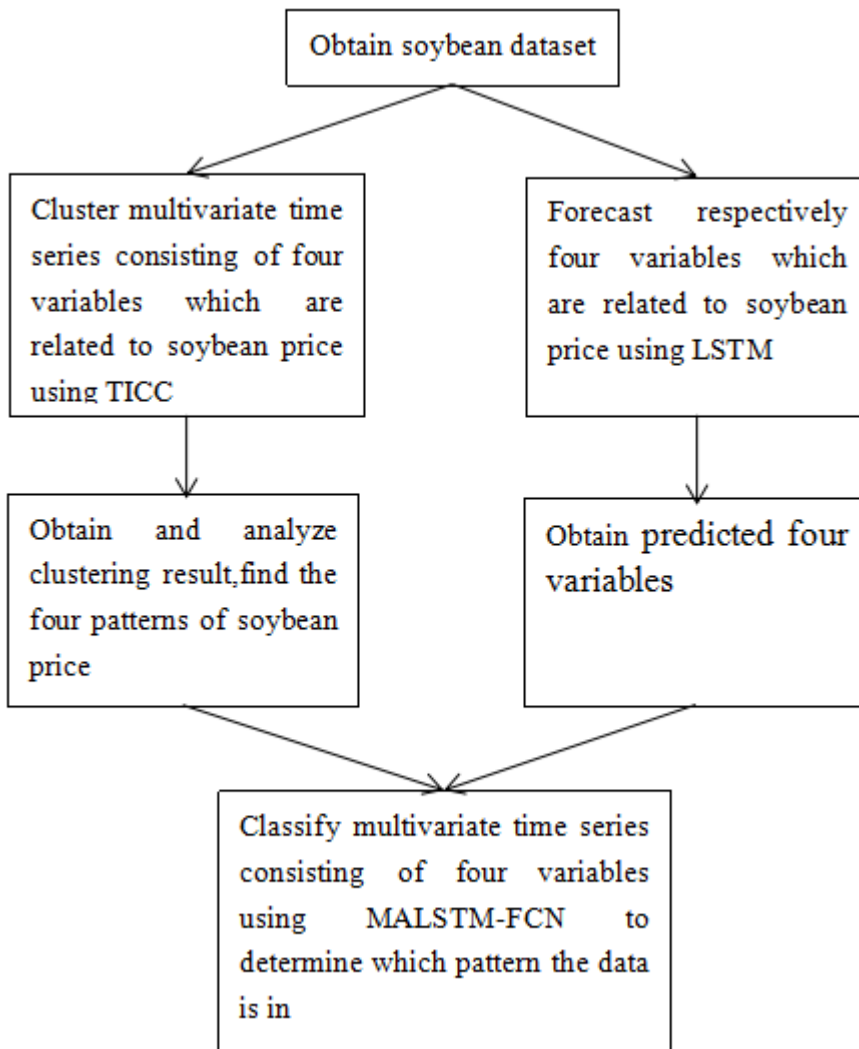 Obtain soybean dataset
Cluster multivariate time
series consisting of four
variables which are
related to soybean price
using TICC
Forecast respectively
four variables which
are related to soybean
price using LSTM
Obtain and analyze
clustering result,find the
four patterns of soybean
price
Obtain predicted four
variables
Classify multivariate time series
consisting of four variables
using MALSTM-FCN to
determine which pattern the data
is in